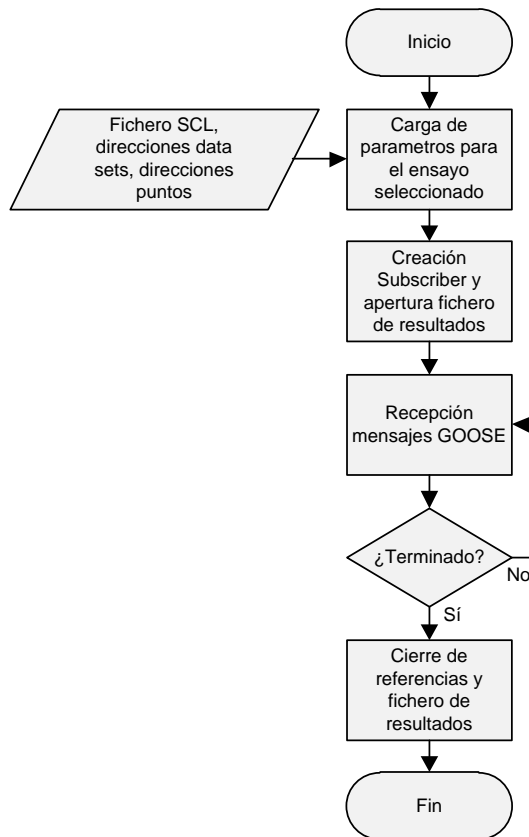 Inicio
Fichero SCL,
direcciones data
sets, direcciones
puntos
Carga de
parametros para
el ensayo
seleccionado
Creación
Subscriber y
apertura fichero
de resultados
Recepción
mensajes GOOSE
¿Terminado?
No
Sí
Cierre de
referencias y
fichero de
resultados
Fin